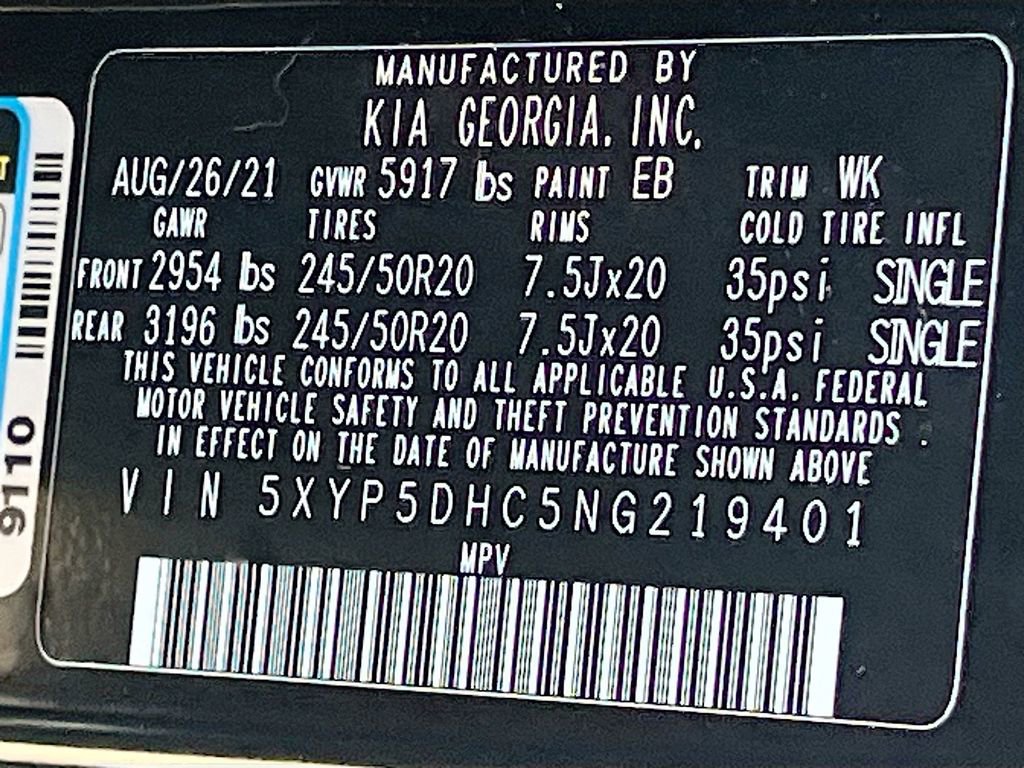 MANUFACTURED BY
KIA GEORGIA, INC.
AUG/26/21 GVWR 5917 lbs PAINT EB TRIM WK
GAWR TIRES RIMS COLD TIRE INFL
FRONT 2954 lbs 245/50R20 7.5Jx20 35psi SINGLE
REAR 3196 lbs 245/50R20 7.5Jx20 35psi SINGLE
THIS VEHICLE CONFORMS TO ALL APPLICABLE U.S.A. FEDERAL
MOTOR VEHICLE SAFETY AND THEFT PREVENTION STANDARDS .
IN EFFECT ON THE DATE OF MANUFACTURE SHOWN ABOVE
VIN 5XYP5DHC5NG219401
MPV
9110